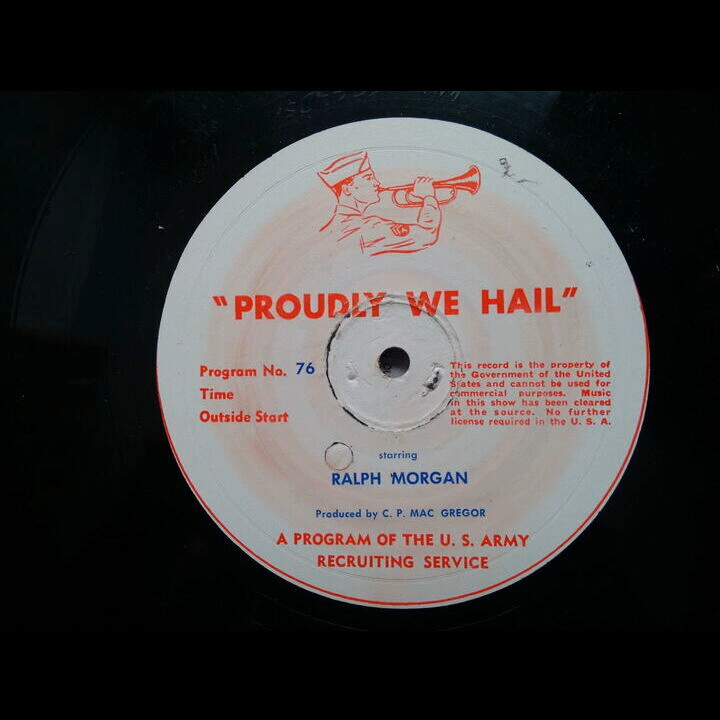 "PROUDLY WE HAIL"
Program No. 76
Time
Outside Start
This record is the property of
the Government of the United
States and cannot be used for
commercial purposes. Music
in this show has been cleared
at the source. No further
license required in the U. S. A.
starring
RALPH MORGAN
Produced by C. P. MAC GREGOR
A PROGRAM OF THE U. S. ARMY
RECRUITING SERVICE